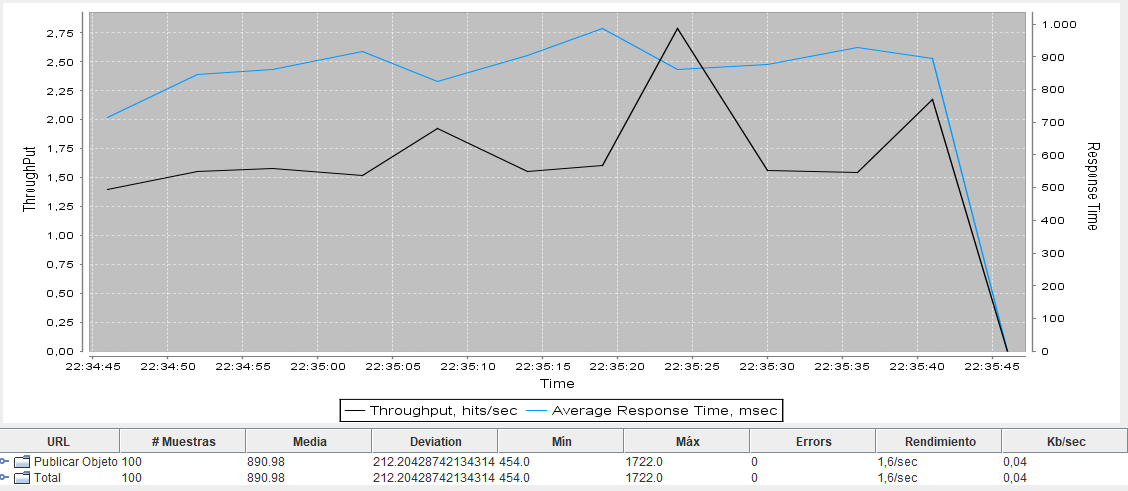 2,75
2,50
2,25
2,00
1,75
1,50
1,25
1,00
0,75
0,50
0,25
0,00
ThroughPut
1.000
900
800
700
600
500
400
300
200
100
0
Response Time
22:34:45 22:34:50 22:34:55 22:35:00 22:35:05 22:35:10 22:35:15 22:35:20 22:35:25 22:35:30 22:35:35 22:35:40 22:35:45
Time
Throughput, hits/sec Average Response Time, msec
URL # Muestras Media Deviation Mín Máx Errors Rendimiento Kb/sec
Publicar Objeto 100 890.98 212.20428742134314 454.0 1722.0 0 1,6/sec 0,04
Total 100 890.98 212.20428742134314 454.0 1722.0 0 1,6/sec 0,04